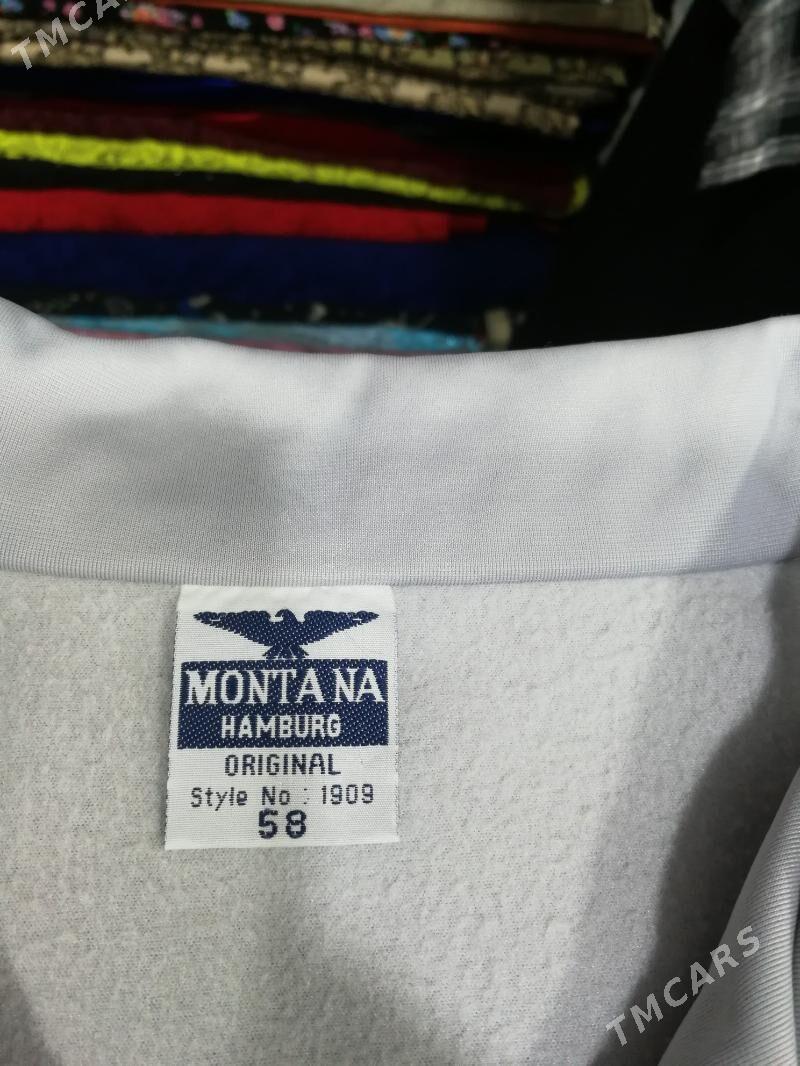 TMCARS
MONTANA
HAMBURG
ORIGINAL
Style No : 1909
58
TMCARS